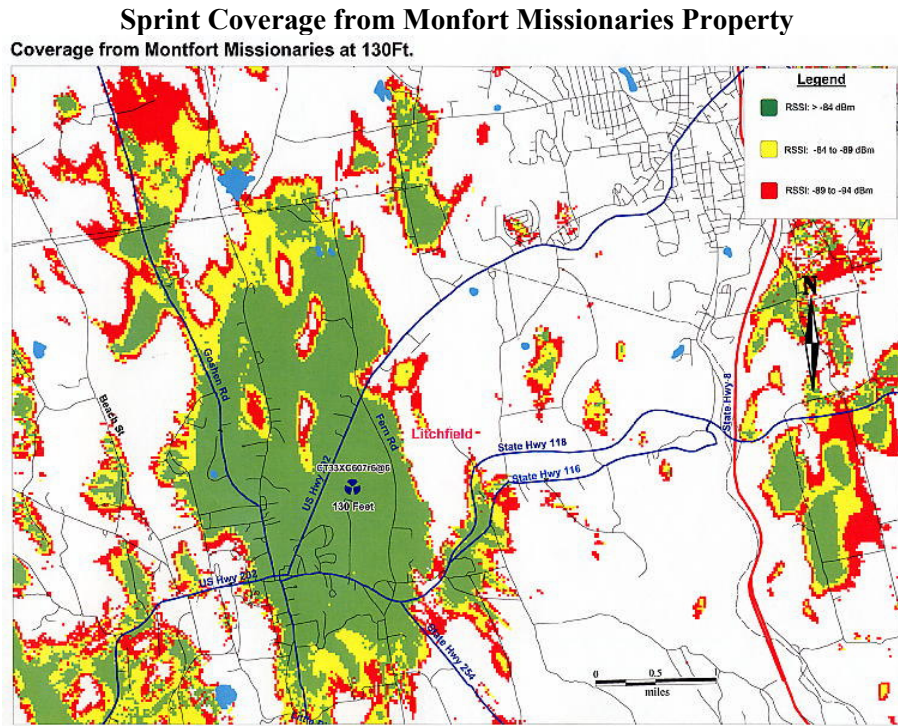 Sprint Coverage from Monfort Missionaries Property
Coverage from Montfort Missionaries at 130Ft.
Legend
RSSI: > -84 dBm
RSSI: -84 to -89 dBm
RSSI: -89 to -94 dBm
N
Goshen Rd
Beach St
Fern Rd
Litchfield
State Hwy 8
State Hwy 118
State Hwy 116
US Hwy 202
130 Feet
US Hwy 202
State Hwy 254
0 0.5 1
miles